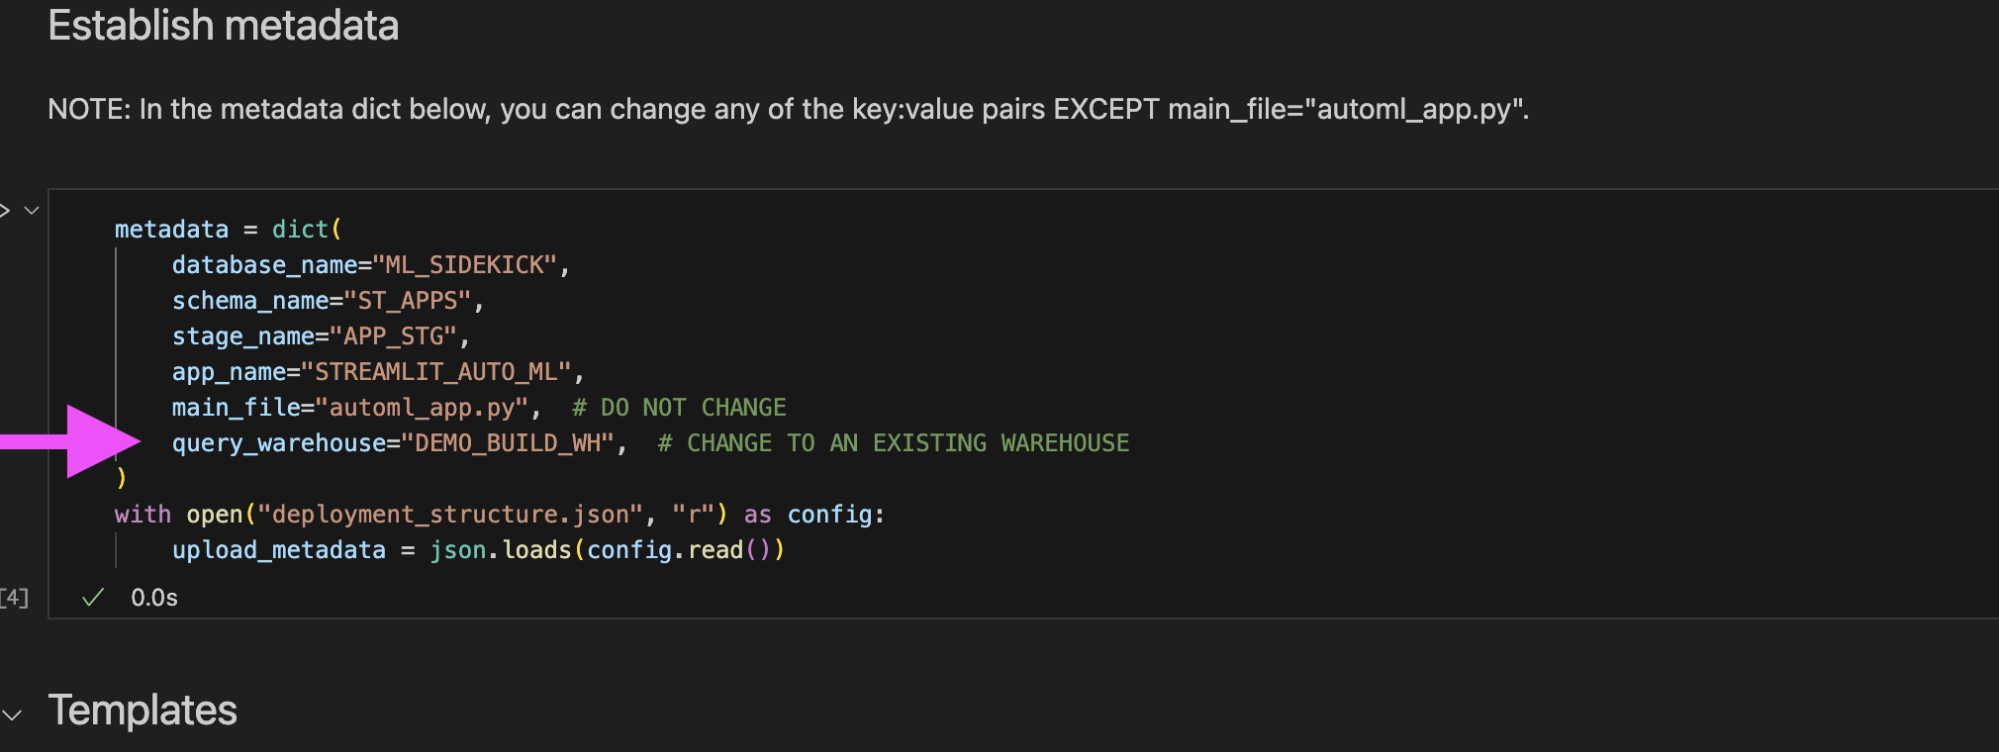 Establish metadata
NOTE: In the metadata dict below, you can change any of the key:value pairs EXCEPT main_file="automl_app.py".
metadata = dict(
    database_name="ML_SIDEKICK",
    schema_name="ST_APPS",
    stage_name="APP_STG",
    app_name="STREAMLIT_AUTO_ML",
    main_file="automl_app.py",  # DO NOT CHANGE
    query_warehouse="DEMO_BUILD_WH",  # CHANGE TO AN EXISTING WAREHOUSE
)
with open("deployment_structure.json", "r") as config:
    upload_metadata = json.loads(config.read())
[4] 0.0s
Templates